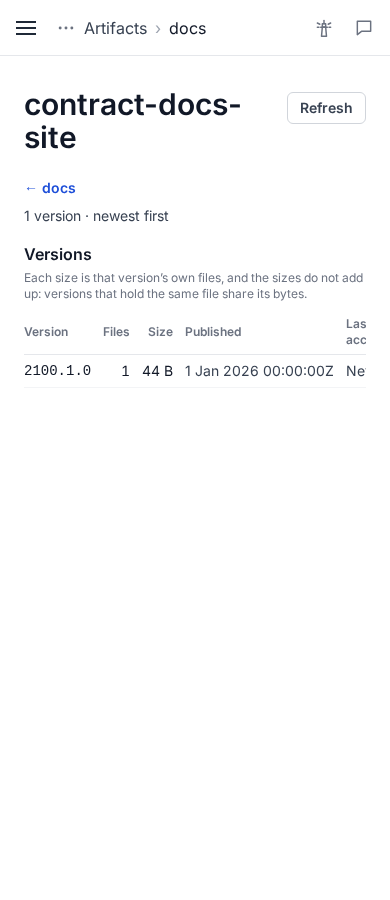 ··· Artifacts › docs
contract-docs-
site
Refresh
← docs
1 version · newest first
Versions
Each size is that version’s own files, and the sizes do not add
up: versions that hold the same file share its bytes.
Version Files Size Published
2100.1.0 1 44 B 1 Jan 2026 00:00:00Z